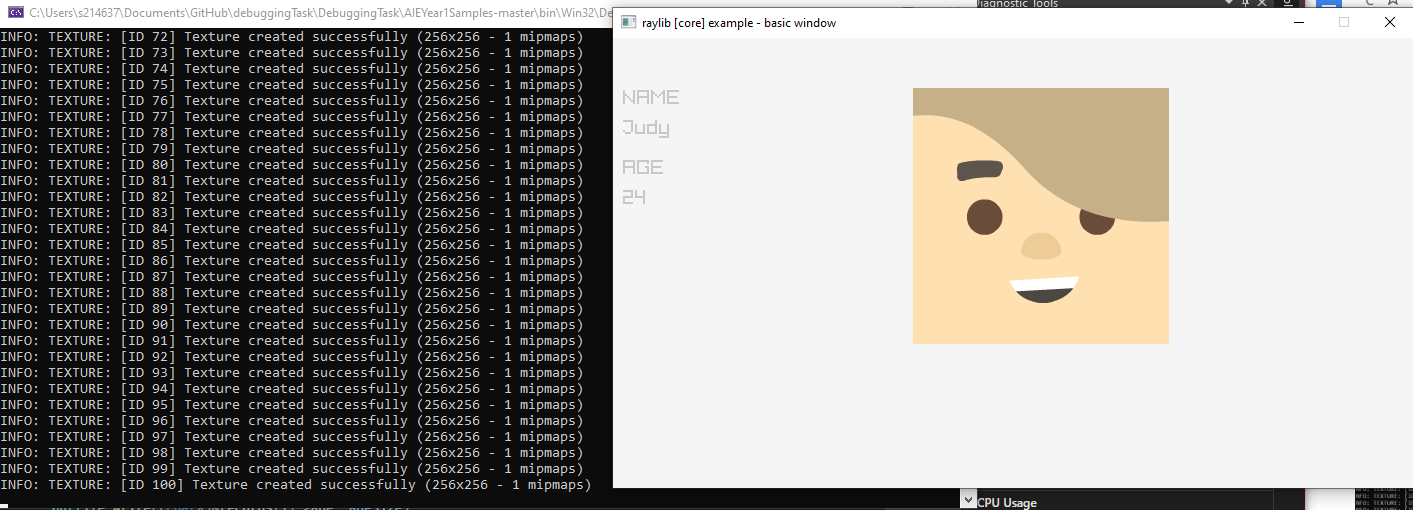 C:\Users\s214637\Documents\GitHub\debuggingTask\DebuggingTask\AIEYear1Samples-master\bin\Win32\De
INFO: TEXTURE: [ID 72] Texture created successfully (256x256 - 1 mipmaps)
INFO: TEXTURE: [ID 73] Texture created successfully (256x256 - 1 mipmaps)
INFO: TEXTURE: [ID 74] Texture created successfully (256x256 - 1 mipmaps)
INFO: TEXTURE: [ID 75] Texture created successfully (256x256 - 1 mipmaps)
INFO: TEXTURE: [ID 76] Texture created successfully (256x256 - 1 mipmaps)
INFO: TEXTURE: [ID 77] Texture created successfully (256x256 - 1 mipmaps)
INFO: TEXTURE: [ID 78] Texture created successfully (256x256 - 1 mipmaps)
INFO: TEXTURE: [ID 79] Texture created successfully (256x256 - 1 mipmaps)
INFO: TEXTURE: [ID 80] Texture created successfully (256x256 - 1 mipmaps)
INFO: TEXTURE: [ID 81] Texture created successfully (256x256 - 1 mipmaps)
INFO: TEXTURE: [ID 82] Texture created successfully (256x256 - 1 mipmaps)
INFO: TEXTURE: [ID 83] Texture created successfully (256x256 - 1 mipmaps)
INFO: TEXTURE: [ID 84] Texture created successfully (256x256 - 1 mipmaps)
INFO: TEXTURE: [ID 85] Texture created successfully (256x256 - 1 mipmaps)
INFO: TEXTURE: [ID 86] Texture created successfully (256x256 - 1 mipmaps)
INFO: TEXTURE: [ID 87] Texture created successfully (256x256 - 1 mipmaps)
INFO: TEXTURE: [ID 88] Texture created successfully (256x256 - 1 mipmaps)
INFO: TEXTURE: [ID 89] Texture created successfully (256x256 - 1 mipmaps)
INFO: TEXTURE: [ID 90] Texture created successfully (256x256 - 1 mipmaps)
INFO: TEXTURE: [ID 91] Texture created successfully (256x256 - 1 mipmaps)
INFO: TEXTURE: [ID 92] Texture created successfully (256x256 - 1 mipmaps)
INFO: TEXTURE: [ID 93] Texture created successfully (256x256 - 1 mipmaps)
INFO: TEXTURE: [ID 94] Texture created successfully (256x256 - 1 mipmaps)
INFO: TEXTURE: [ID 95] Texture created successfully (256x256 - 1 mipmaps)
INFO: TEXTURE: [ID 96] Texture created successfully (256x256 - 1 mipmaps)
INFO: TEXTURE: [ID 97] Texture created successfully (256x256 - 1 mipmaps)
INFO: TEXTURE: [ID 98] Texture created successfully (256x256 - 1 mipmaps)
INFO: TEXTURE: [ID 99] Texture created successfully (256x256 - 1 mipmaps)
INFO: TEXTURE: [ID 100] Texture created successfully (256x256 - 1 mipmaps)
Diagnostic Tools
raylib [core] example - basic window
NAME
Judy
AGE
24
CPU Usage
INFO: TEXTURE:
INFO: TEXTURE: